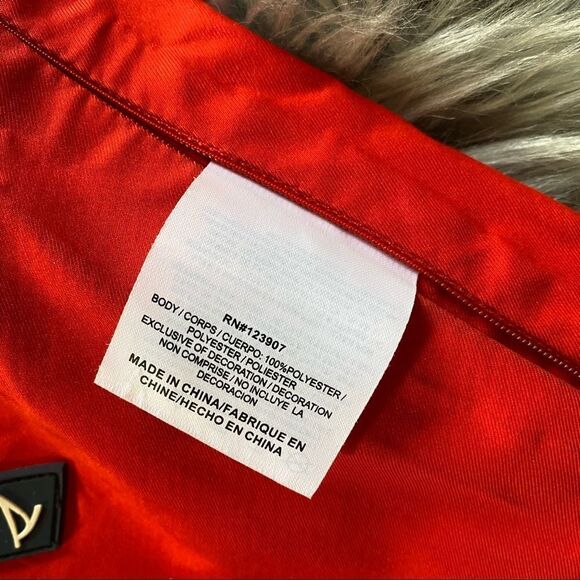 RN#123907
BODY / CORPS / CUERPO: 100%POLYESTER/
POLYESTER / POLIESTER
EXCLUSIVE OF DECORATION / DECORATION
NON COMPRISE / NO INCLUYE LA
DECORACION
MADE IN CHINA/FABRIQUE EN
CHINE/HECHO EN CHINA